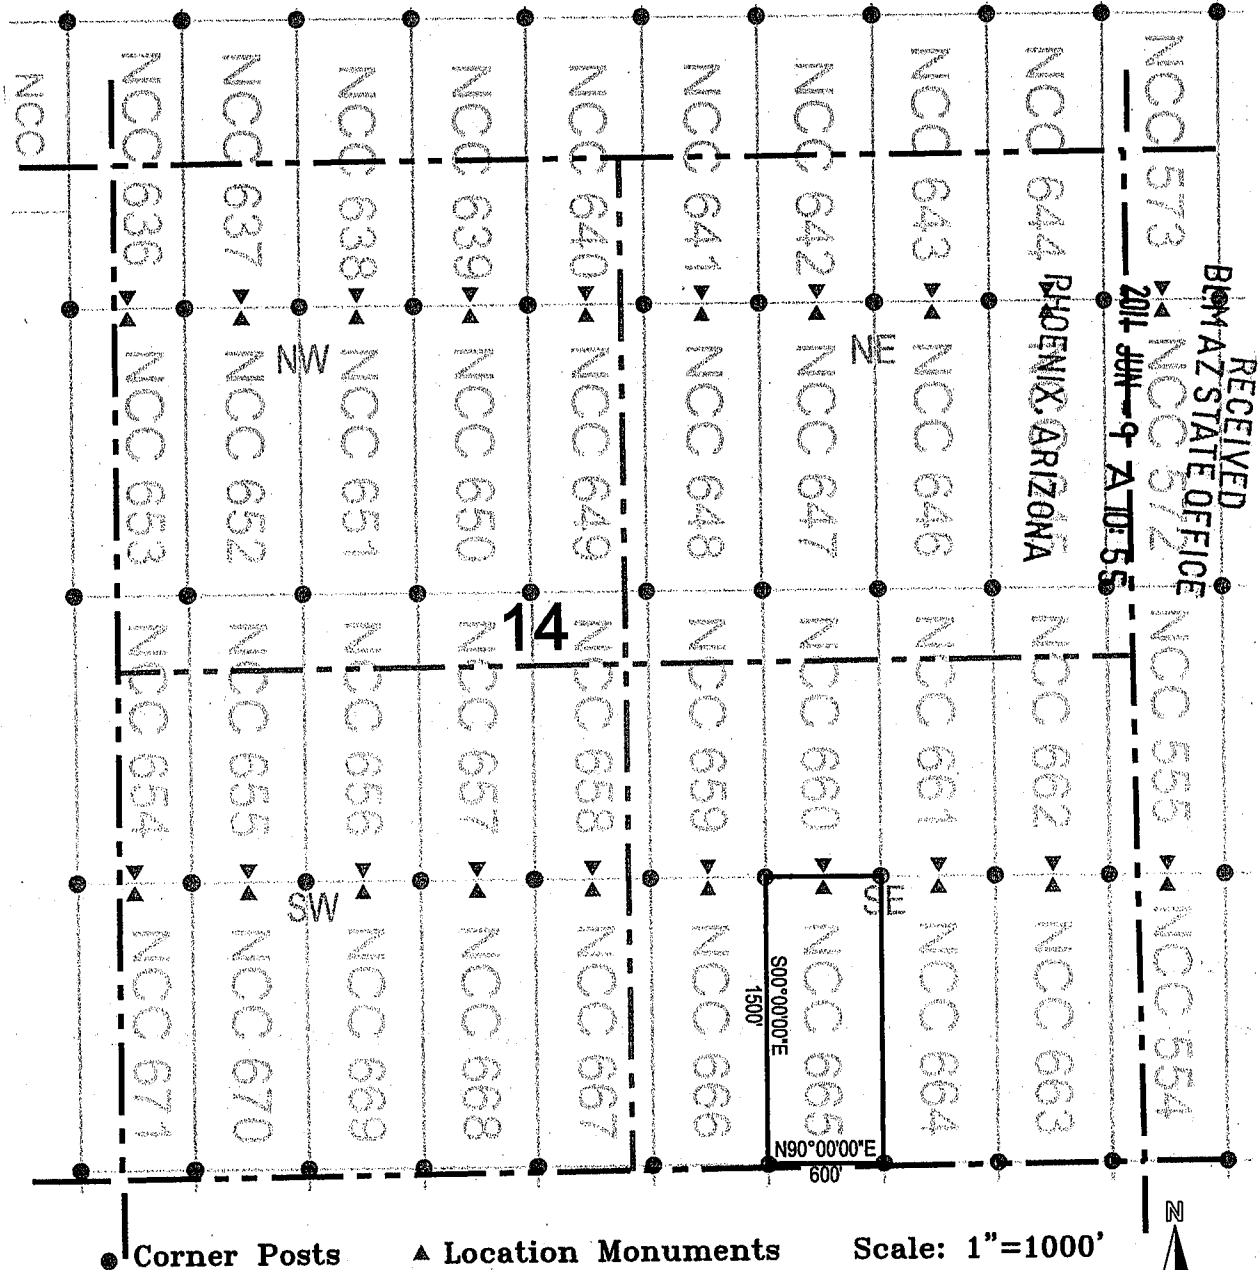 NCC
NCC 636
NCC 637
NCC 638
NCC 639
NCC 640
NCC 641
NCC 642
NCC 643
NCC 644
NCC 573
NW
NE
NCC 653
NCC 652
NCC 651
NCC 650
NCC 649
NCC 648
NCC 647
NCC 646
NCC 572
RECEIVED
BLM AZ STATE OFFICE
2011 JUN -9 A 10:55
PHOENIX, ARIZONA
14
NCC 654
NCC 655
NCC 656
NCC 657
NCC 658
NCC 659
NCC 660
NCC 661
NCC 662
NCC 555
SW
SE
NCC 671
NCC 670
NCC 669
NCC 668
NCC 667
NCC 666
S00°00'00"E
1500'
NCC 665
N90°00'00"E
600'
NCC 664
NCC 663
NCC 554
N
Corner Posts
Location Monuments
Scale: 1"=1000'